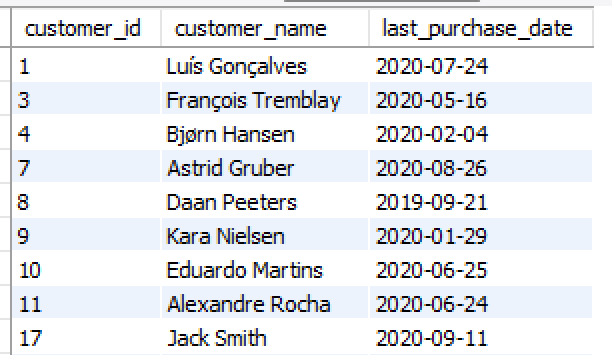 customer_id customer_name last_purchase_date
1 Luís Gonçalves 2020-07-24
3 François Tremblay 2020-05-16
4 Bjørn Hansen 2020-02-04
7 Astrid Gruber 2020-08-26
8 Daan Peeters 2019-09-21
9 Kara Nielsen 2020-01-29
10 Eduardo Martins 2020-06-25
11 Alexandre Rocha 2020-06-24
17 Jack Smith 2020-09-11